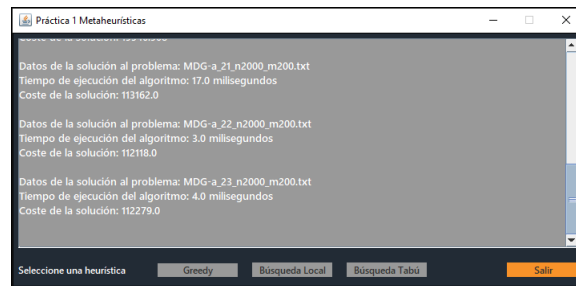 Práctica 1 Metaheurísticas
Coste de la solución:
Datos de la solución al problema: MDG-a_21_n2000_m200.txt
Tiempo de ejecución del algoritmo: 17.0 milisegundos
Coste de la solución: 113162.0
Datos de la solución al problema: MDG-a_22_n2000_m200.txt
Tiempo de ejecución del algoritmo: 3.0 milisegundos
Coste de la solución: 112118.0
Datos de la solución al problema: MDG-a_23_n2000_m200.txt
Tiempo de ejecución del algoritmo: 4.0 milisegundos
Coste de la solución: 112279.0
Seleccione una heurística Greedy Búsqueda Local Búsqueda Tabú Salir